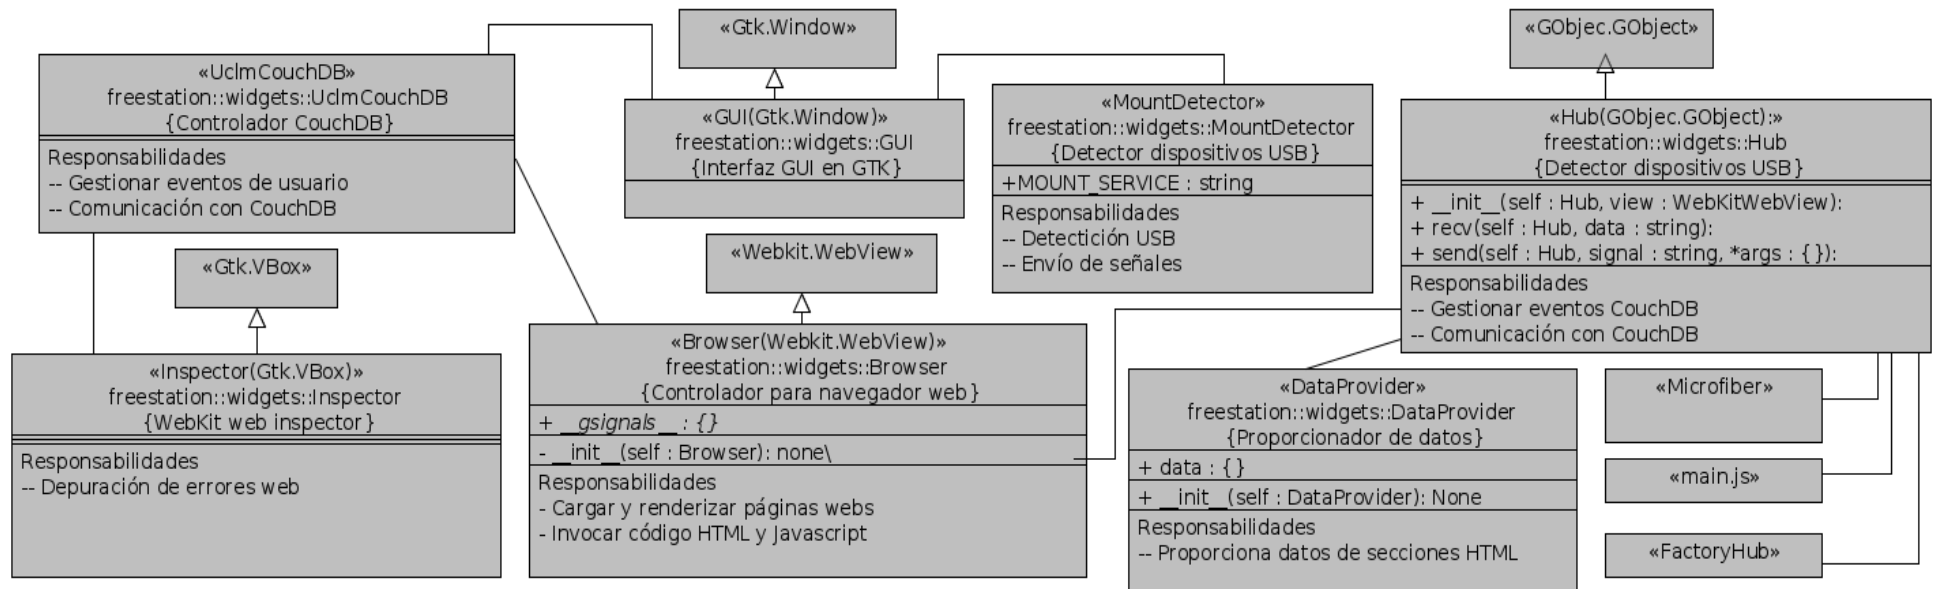 «UclmCouchDB»
freestation::widgets::UclmCouchDB
{Controlador CouchDB}
Responsabilidades
-- Gestionar eventos de usuario
-- Comunicación con CouchDB
«Gtk.Window»
«GUI(Gtk.Window)»
freestation::widgets::GUI
{Interfaz GUI en GTK}
«MountDetector»
freestation::widgets::MountDetector
{Detector dispositivos USB}
+MOUNT_SERVICE : string
Responsabilidades
-- Detectición USB
-- Envío de señales
«GObjec.GObject»
«Hub(GObjec.GObject):»
freestation::widgets::Hub
{Detector dispositivos USB}
+ __init__(self : Hub, view : WebKitWebView):
+ recv(self : Hub, data : string):
+ send(self : Hub, signal : string, *args : {}):
Responsabilidades
-- Gestionar eventos CouchDB
-- Comunicación con CouchDB
«Gtk.VBox»
«Inspector(Gtk.VBox)»
freestation::widgets::Inspector
{WebKit web inspector}
Responsabilidades
-- Depuración de errores web
«Webkit.WebView»
«Browser(Webkit.WebView)»
freestation::widgets::Browser
{Controlador para navegador web}
+ __gsignals__ : {}
- __init__(self : Browser): none\
Responsabilidades
- Cargar y renderizar páginas webs
- Invocar código HTML y Javascript
«DataProvider»
freestation::widgets::DataProvider
{Proporcionador de datos}
+ data : {}
+ __init__(self : DataProvider): None
Responsabilidades
-- Proporciona datos de secciones HTML
«Microfiber»
«main.js»
«FactoryHub»